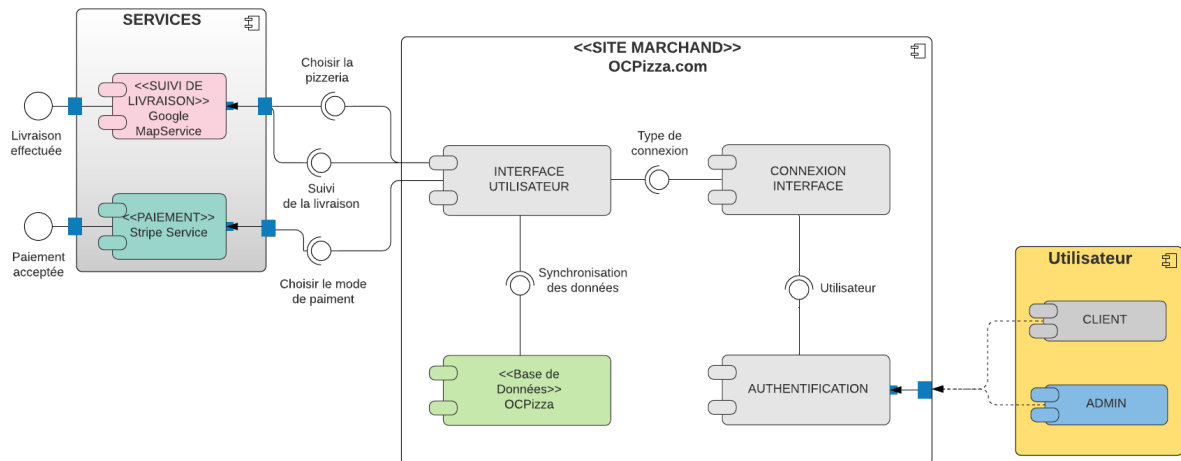 SERVICES
<<SUIVI DE
LIVRAISON>>
Google
MapService
Livraison
effectuée
<<PAIEMENT>>
Stripe Service
Paiement
acceptée
Choisir la
pizzeria
Suivi
de la livraison
Choisir le mode
de paiment
<<SITE MARCHAND>>
OCPizza.com
INTERFACE
UTILISATEUR
Type de
connexion
CONNEXION
INTERFACE
Synchronisation
des données
Utilisateur
<<Base de
Données>>
OCPizza
AUTHENTIFICATION
Utilisateur
CLIENT
ADMIN